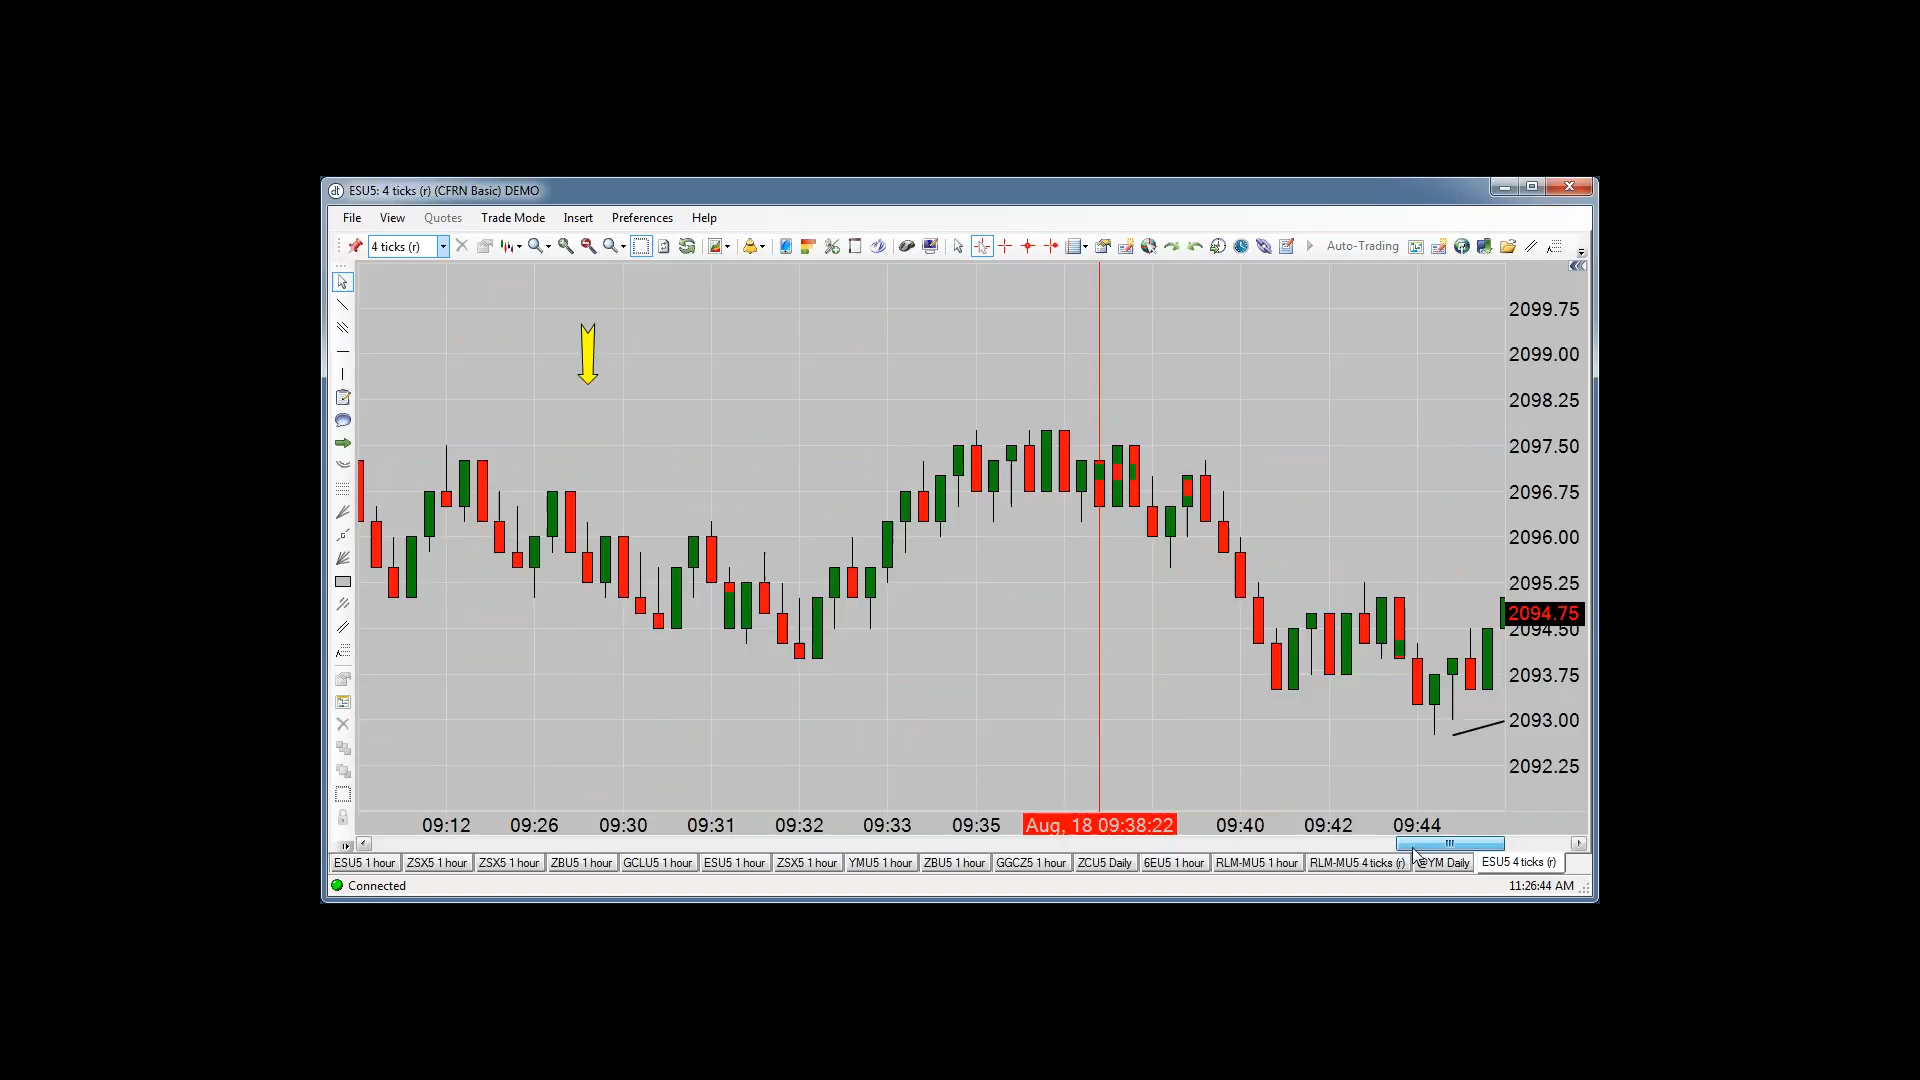 ESU5: 4 ticks (r) (CFRN Basic) DEMO
File View Quotes Trade Mode Insert Preferences Help
4 ticks (r) Auto-Trading
2099.75
2099.00
2098.25
2097.50
2096.75
2096.00
2095.25
2094.75
2094.50
2093.75
2093.00
2092.25
09:12 09:26 09:30 09:31 09:32 09:33 09:35 Aug, 18 09:38:22 09:40 09:42 09:44
ESU5 1 hour ZSX5 1 hour ZSX5 1 hour ZBU5 1 hour GCLU5 1 hour ESU5 1 hour ZSX5 1 hour YMU5 1 hour ZBU5 1 hour GGCZ5 1 hour ZCU5 Daily 6EU5 1 hour RLM-MU5 1 hour RLM-MU5 4 ticks (r) @YM Daily ESU5 4 ticks (r)
Connected 11:26:44 AM